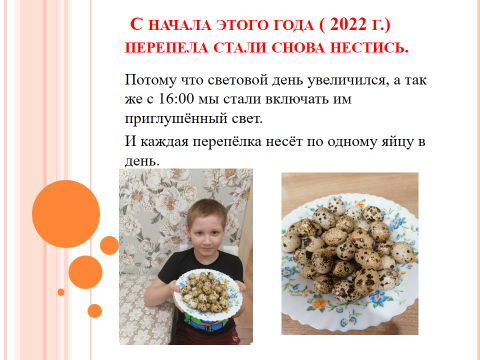 С НАЧАЛА ЭТОГО ГОДА ( 2022 Г.)
ПЕРЕПЕЛА СТАЛИ СНОВА НЕСТИСЬ.
Потому что световой день увеличился, а так
же с 16:00 мы стали включать им
приглушённый свет.
И каждая перепёлка несёт по одному яйцу в
день.